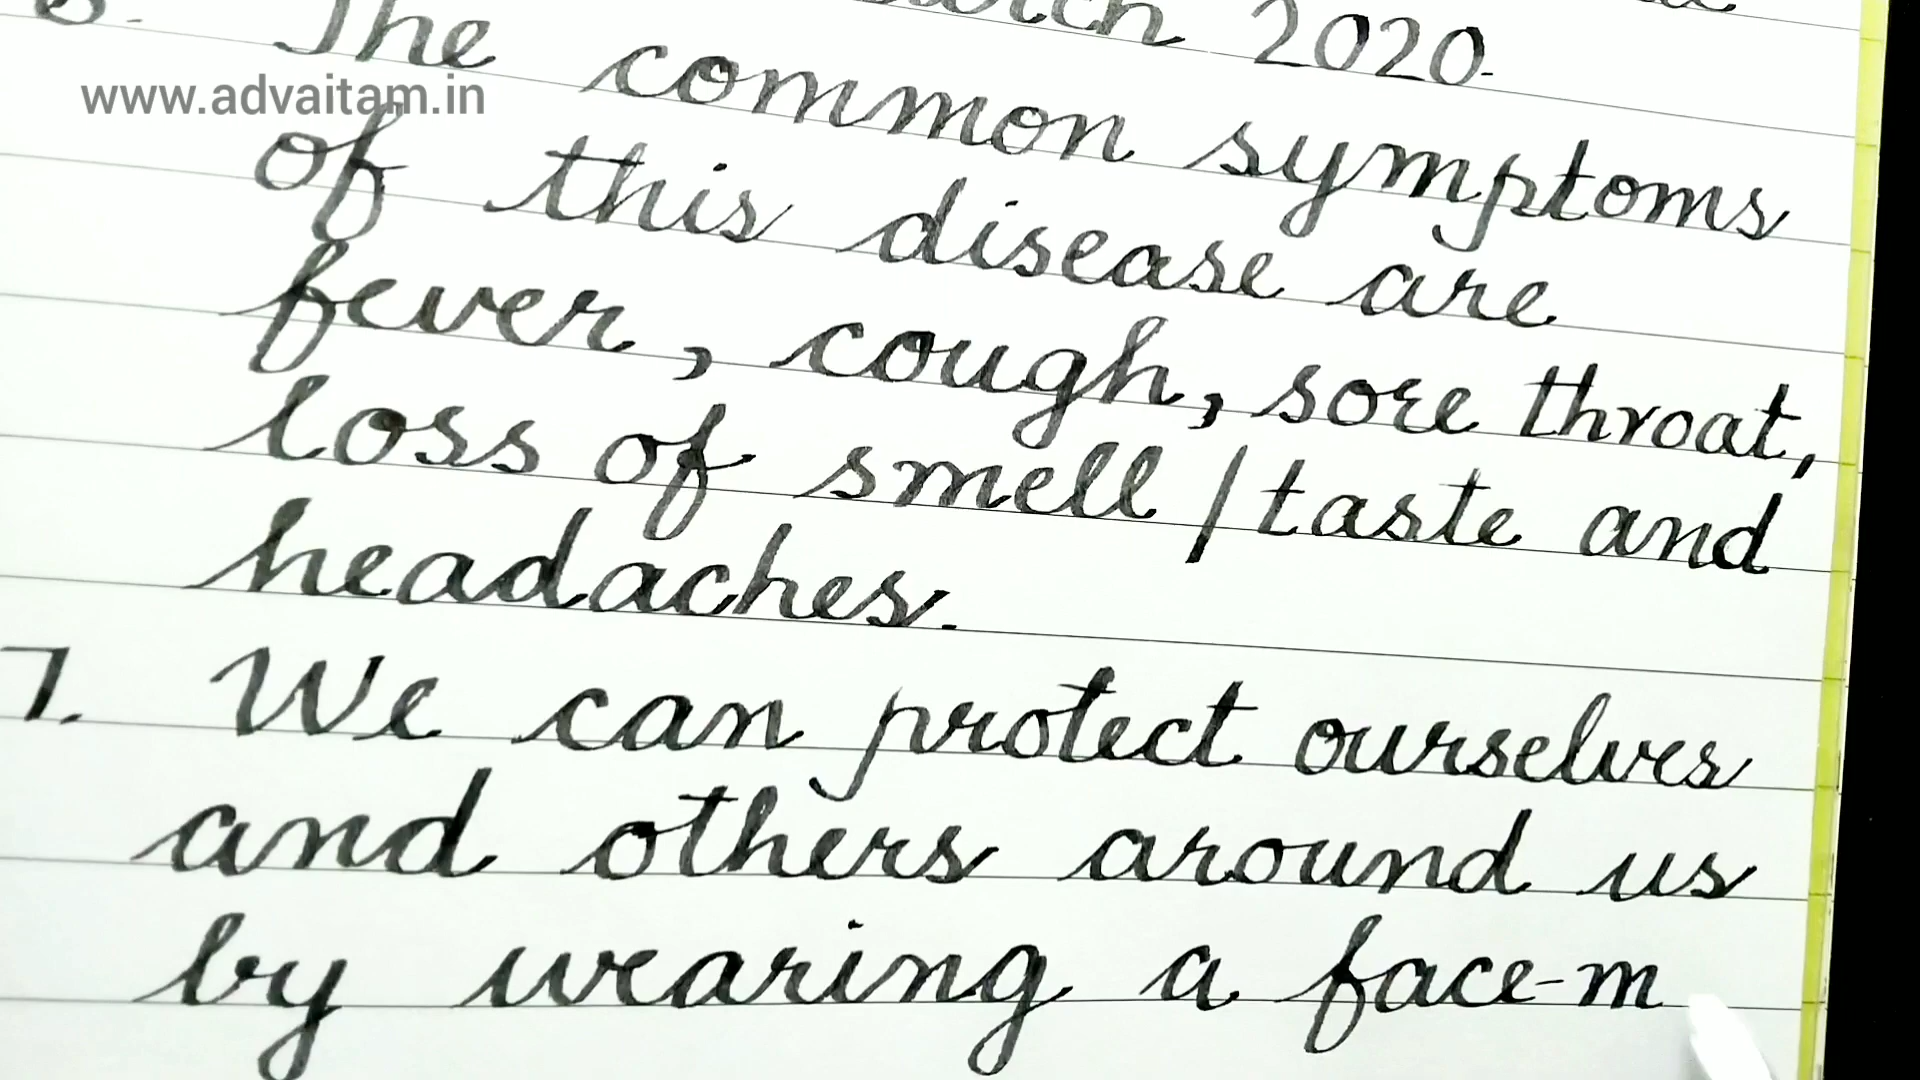 2020.
6. The common symptoms
www.advaitam.in
of this disease are
fever, cough, sore throat,
loss of smell / taste and
headaches.
7. We can protect ourselves
and others around us
by wearing a face-m